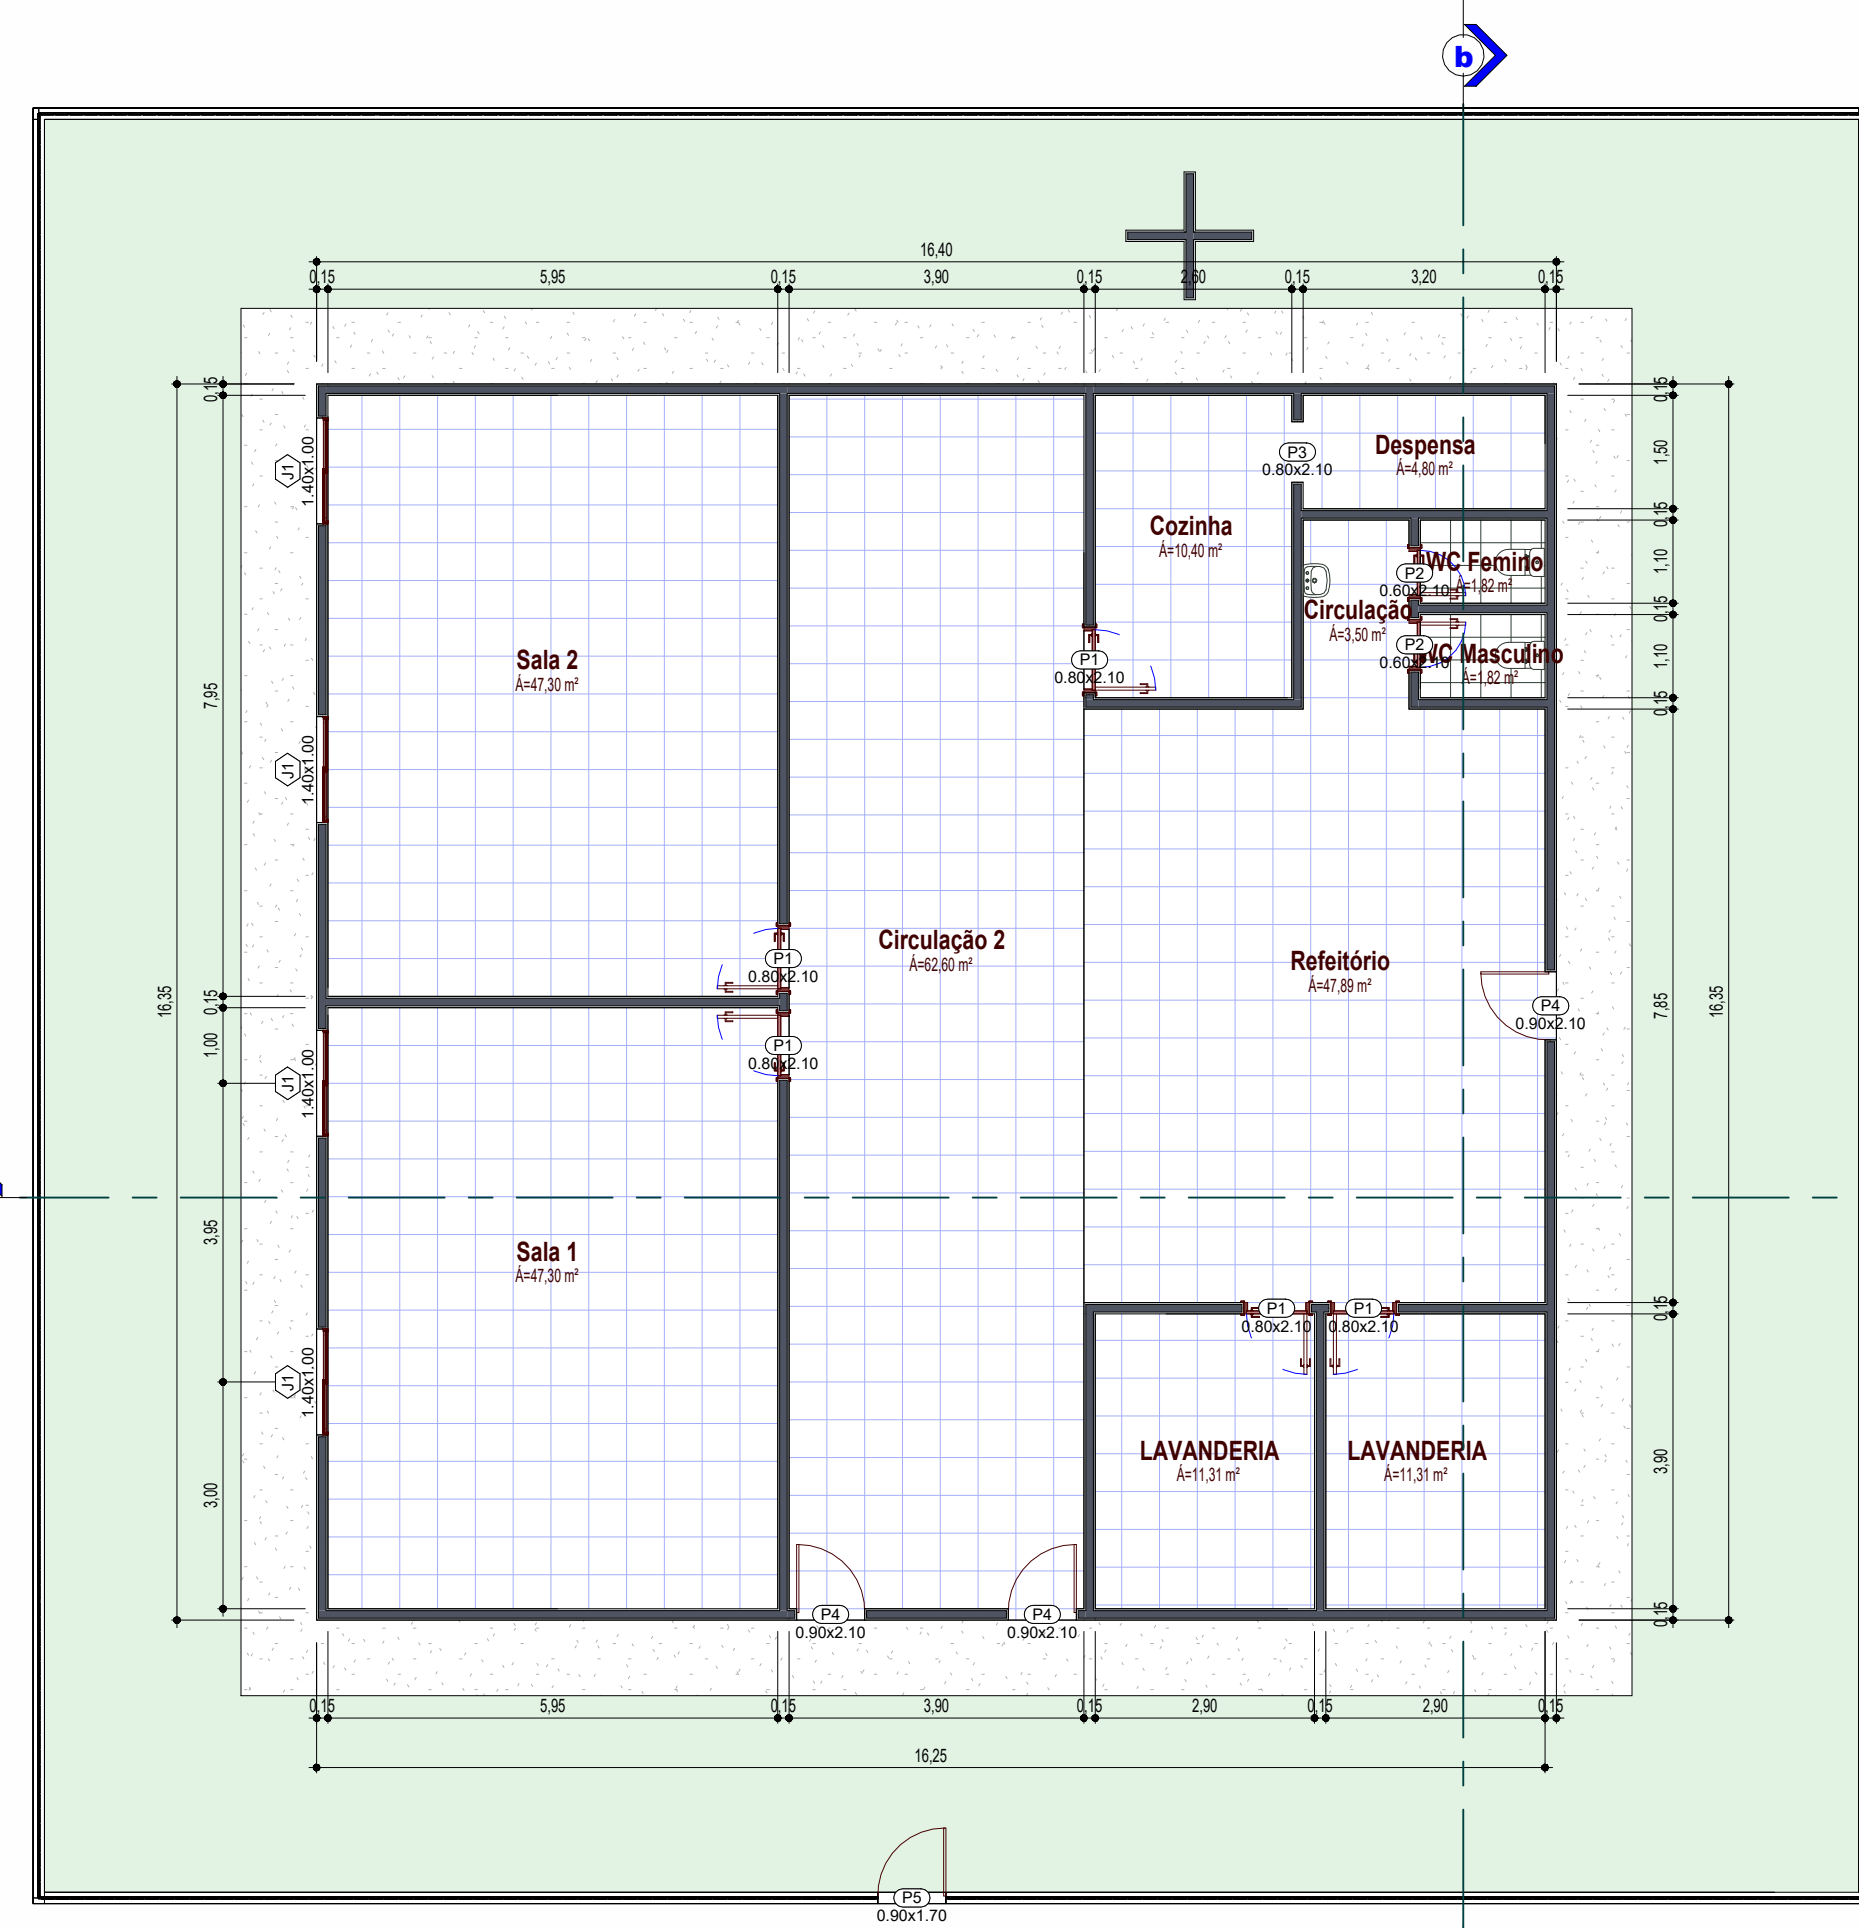 b
16,40
0,15 5,95 0,15 3,90 0,15 2,60 0,15 3,20 0,15
0,15
7,95
0,15
1,00
3,95
3,00
16,35
J1
1.40x1.00
J1
1.40x1.00
J1
1.40x1.00
J1
1.40x1.00
Sala 2
Á=47,30 m²
P1
0.80x2.10
P1
0.80x2.10
Sala 1
Á=47,30 m²
Circulação 2
Á=62,60 m²
P4
0.90x2.10
P4
0.90x2.10
Cozinha
Á=10,40 m²
P1
0.80x2.10
P3
0.80x2.10
Despensa
Á=4,80 m²
Circulação
Á=3,50 m²
P2
0.60x2.10
WC Femino
Á=1,82 m²
P2
0.60x2.10
WC Masculino
Á=1,82 m²
Refeitório
Á=47,89 m²
P4
0.90x2.10
P1
0.80x2.10
P1
0.80x2.10
LAVANDERIA
Á=11,31 m²
LAVANDERIA
Á=11,31 m²
0,15
1,50
0,15
1,10
0,15
1,10
0,15
7,85
0,15
3,90
0,15
16,35
0,15 5,95 0,15 3,90 0,15 2,90 0,15 2,90 0,15
16,25
P5
0.90x1.70